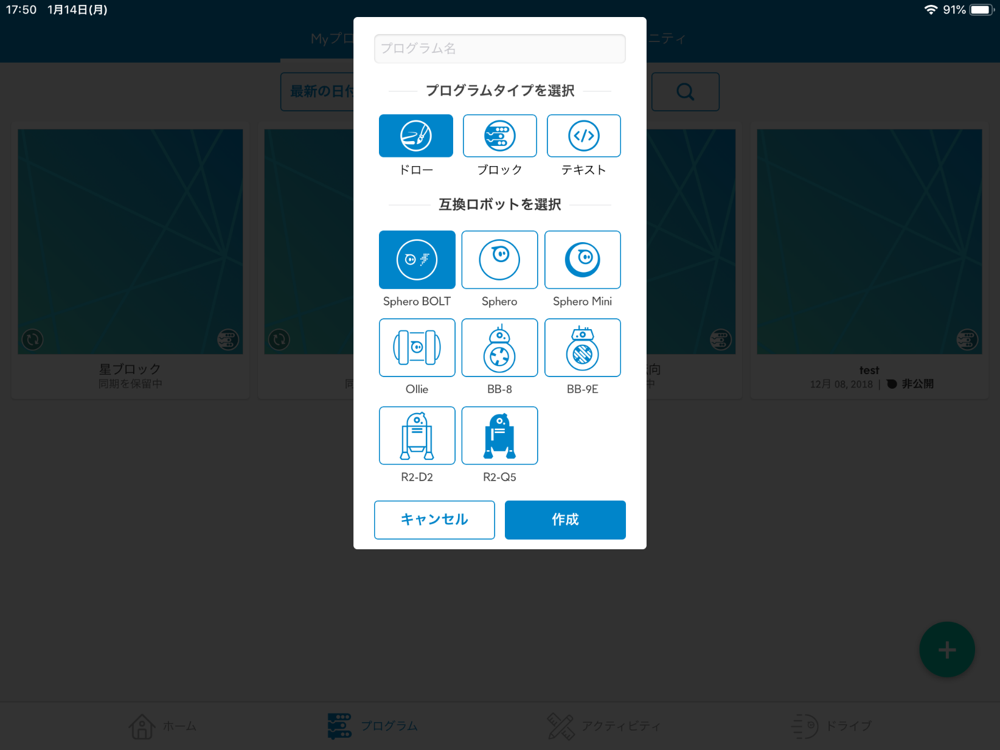 17:50 1月14日(月)
91%
Myプロ
ニティ
プログラム名
最新の日付
プログラムタイプを選択
ドロー
ブロック
テキスト
互換ロボットを選択
Sphero BOLT
Sphero
Sphero Mini
Ollie
BB-8
BB-9E
R2-D2
R2-Q5
キャンセル
作成
星ブロック
同期を保留中
同
向
中
test
12月 08, 2018 | 非公開
ホーム
プログラム
アクティビティ
ドライブ